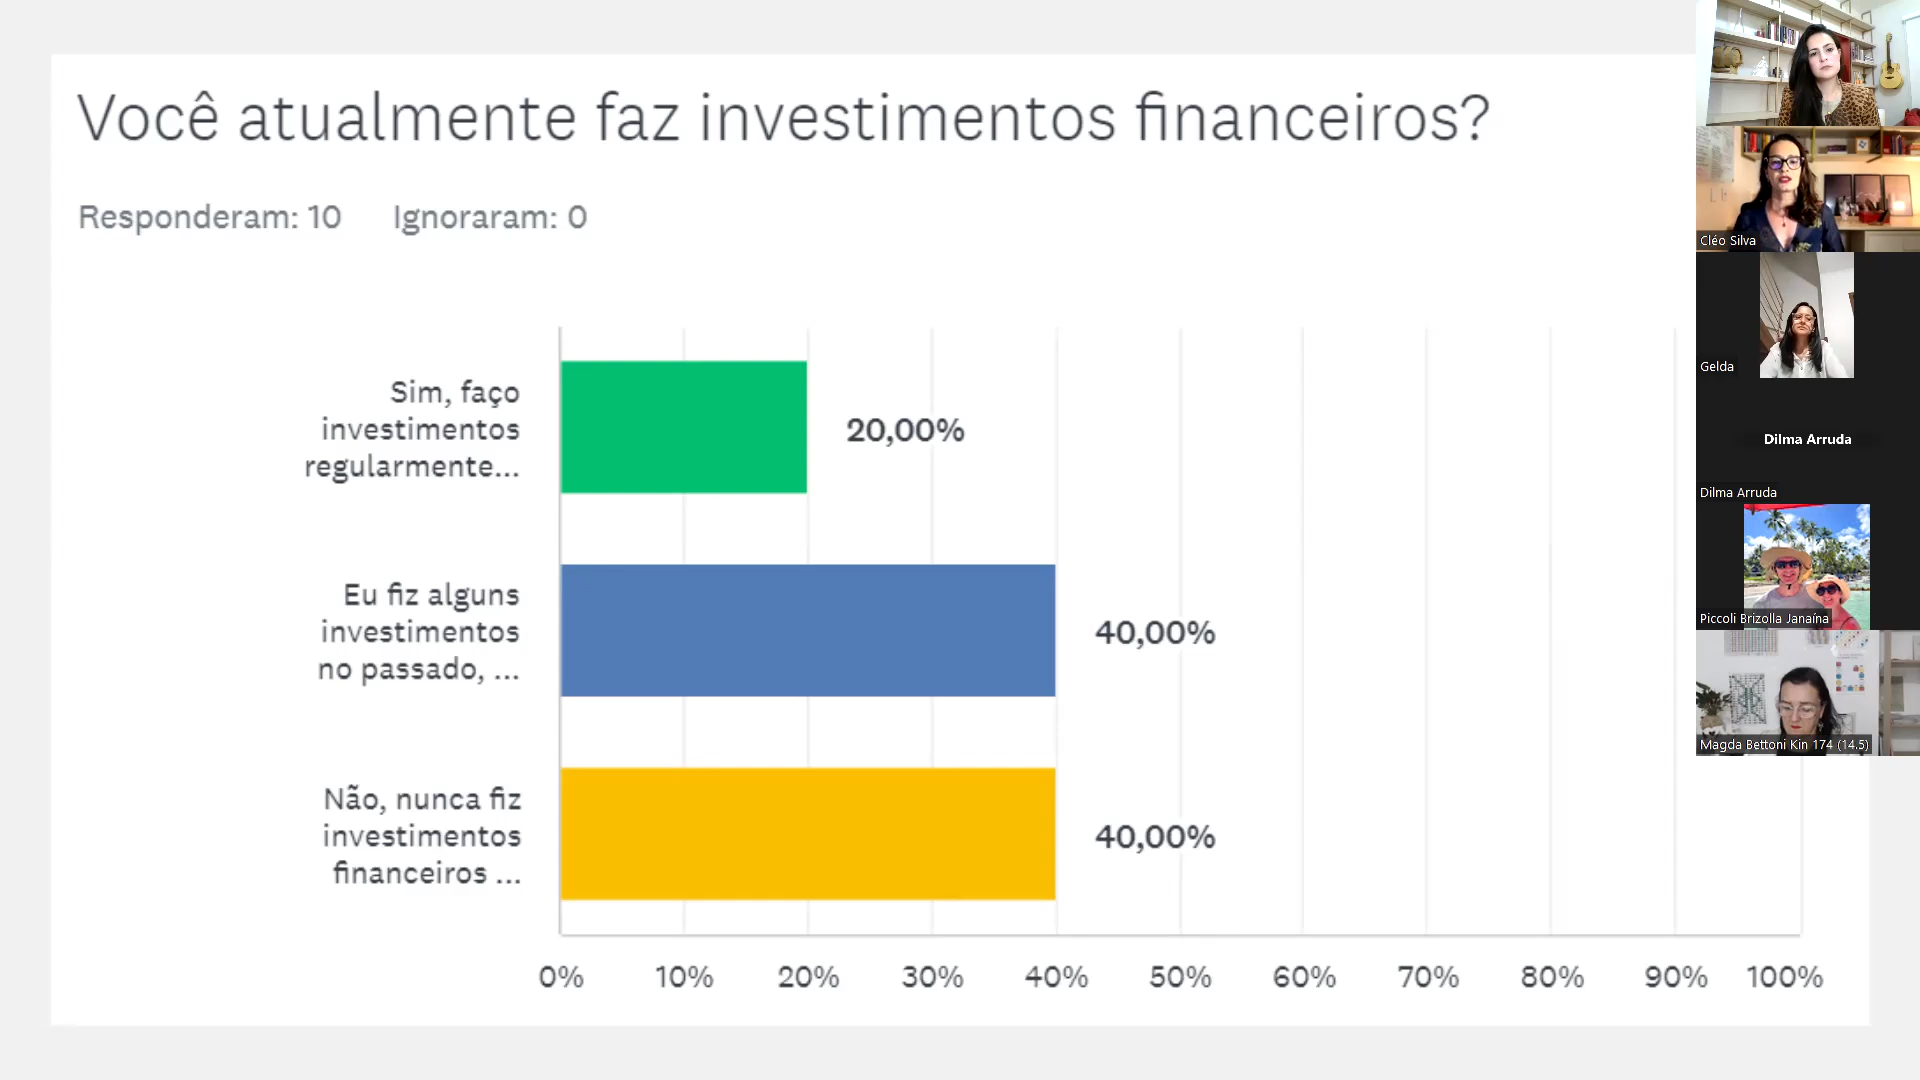 Você atualmente faz investimentos financeiros?
Responderam: 10 Ignoraram: 0
Sim, faço
investimentos
regularmente...
20,00%
Eu fiz alguns
investimentos
no passado, ...
40,00%
Não, nunca fiz
investimentos
financeiros ...
40,00%
0% 10% 20% 30% 40% 50% 60% 70% 80% 90% 100%
Cléo Silva
Gelda
Dilma Arruda
Dilma Arruda
Piccoli Brizolla Janaína
Magda Bettoni Kin 174 (14.5)